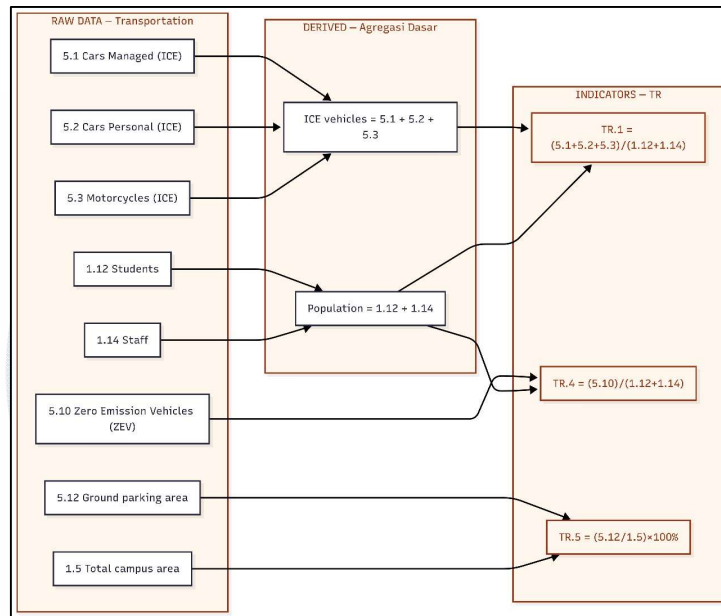 RAW DATA – Transportation
5.1 Cars Managed (ICE)
5.2 Cars Personal (ICE)
5.3 Motorcycles (ICE)
1.12 Students
1.14 Staff
5.10 Zero Emission Vehicles
(ZEV)
5.12 Ground parking area
1.5 Total campus area
DERIVED – Agregasi Dasar
ICE vehicles = 5.1 + 5.2 +
5.3
Population = 1.12 + 1.14
INDICATORS – TR
TR.1 =
(5.1+5.2+5.3)/(1.12+1.14)
TR.4 = (5.10)/(1.12+1.14)
TR.5 = (5.12/1.5)×100%